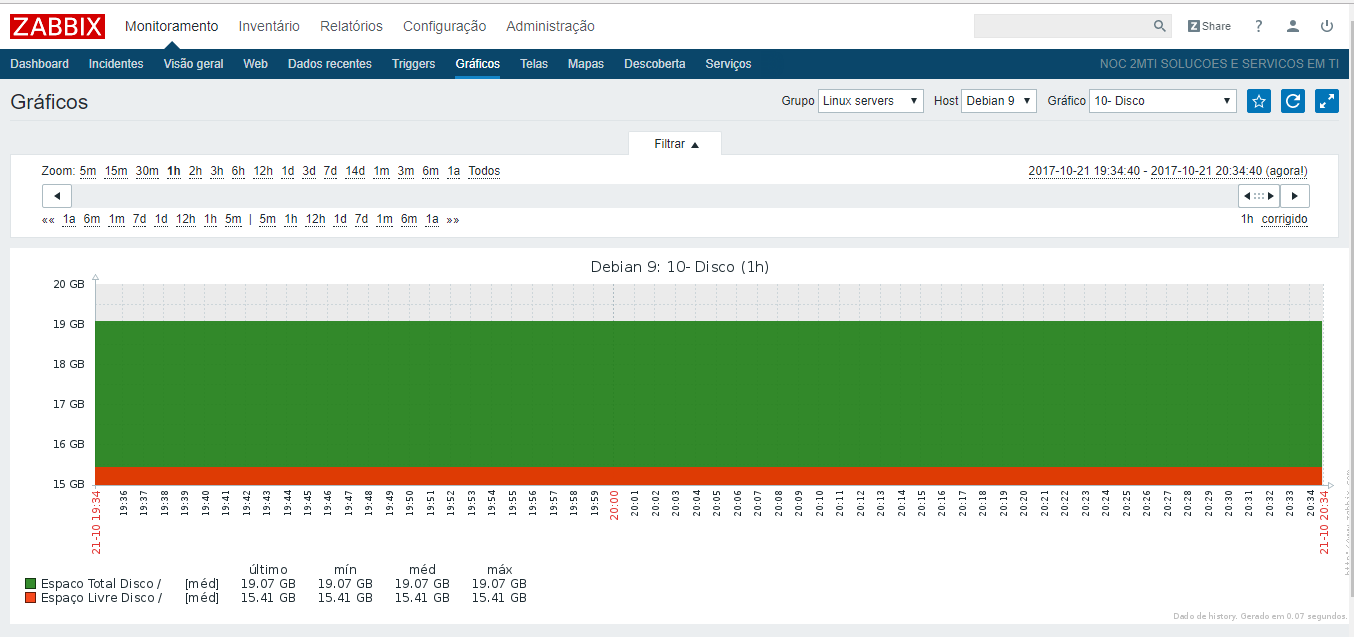 ZABBIX Monitoramento Inventário Relatórios Configuração Administração Z Share ?
Dashboard Incidentes Visão geral Web Dados recentes Triggers Gráficos Telas Mapas Descoberta Serviços NOC 2MTI SOLUCOES E SERVICOS EM TI
Gráficos Grupo Linux servers ▼ Host Debian 9 ▼ Gráfico 10- Disco ▼
Filtrar ▲
Zoom: 5m 15m 30m 1h 2h 3h 6h 12h 1d 3d 7d 14d 1m 3m 6m 1a Todos 2017-10-21 19:34:40 - 2017-10-21 20:34:40 (agora!)
«« 1a 6m 1m 7d 1d 12h 1h 5m | 5m 1h 12h 1d 7d 1m 6m 1a »» 1h corrigido
Debian 9: 10- Disco (1h)
20 GB
19 GB
18 GB
17 GB
16 GB
15 GB
21-10 19:34 19:36 19:37 19:38 19:39 19:40 19:41 19:42 19:43 19:44 19:45 19:46 19:47 19:48 19:49 19:50 19:51 19:52 19:53 19:54 19:55 19:56 19:57 19:58 19:59 20:00 20:01 20:02 20:03 20:04 20:05 20:06 20:07 20:08 20:09 20:10 20:11 20:12 20:13 20:14 20:15 20:16 20:17 20:18 20:19 20:20 20:21 20:22 20:23 20:24 20:25 20:26 20:27 20:28 20:29 20:30 20:31 20:32 20:33 20:34 21-10 20:34
último mín méd máx
Espaco Total Disco / [méd] 19.07 GB 19.07 GB 19.07 GB 19.07 GB
Espaço Livre Disco / [méd] 15.41 GB 15.41 GB 15.41 GB 15.41 GB
Dado de history. Gerado em 0.07 segundos.